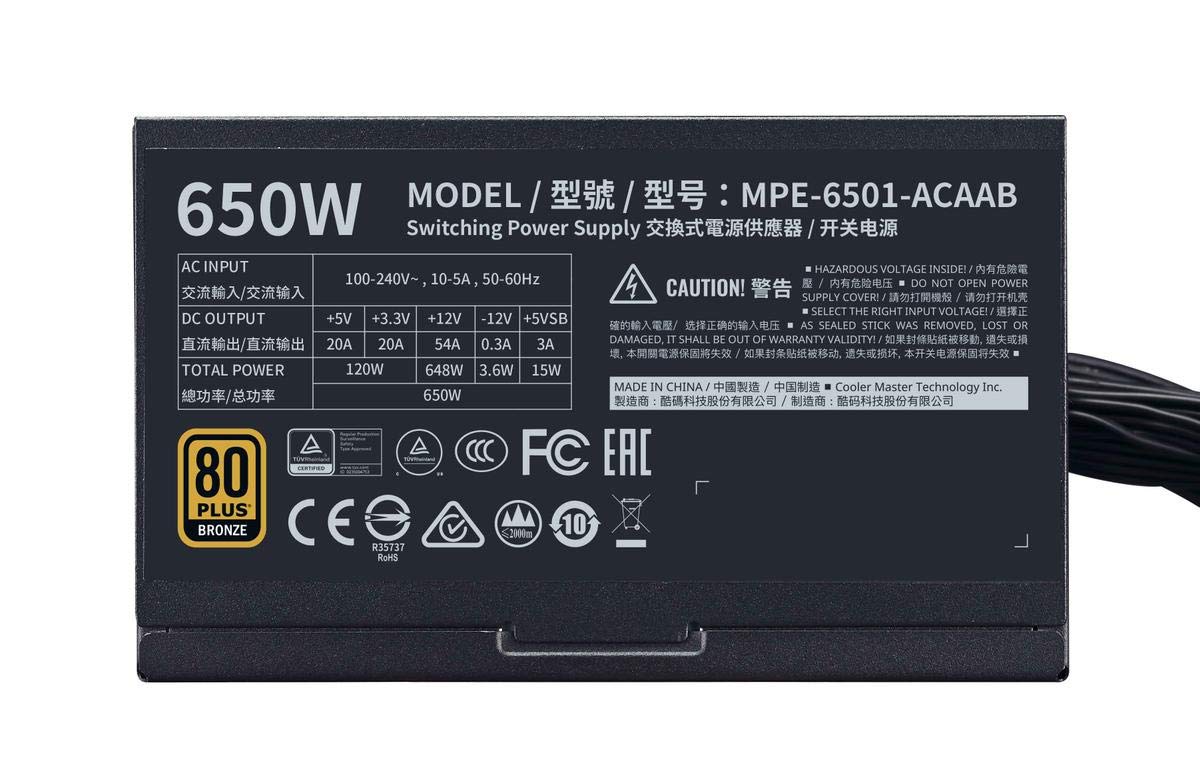 650W
MODEL / 型號 / 型号：MPE-6501-ACAAB
Switching Power Supply 交換式電源供應器 / 开关电源
AC INPUT
交流輸入/交流输入
100-240V~ , 10-5A , 50-60Hz
DC OUTPUT +5V +3.3V +12V -12V +5VSB
直流輸出/直流输出 20A 20A 54A 0.3A 3A
TOTAL POWER 120W 648W 3.6W 15W
總功率/总功率 650W
CAUTION! 警告
■ HAZARDOUS VOLTAGE INSIDE! / 內有危險電
壓 / 内有危险电压 ■ DO NOT OPEN POWER
SUPPLY COVER! / 請勿打開機殼 / 请勿打开机壳
■ SELECT THE RIGHT INPUT VOLTAGE! / 選擇正
確的輸入電壓/ 选择正确的输入电压 ■ AS SEALED STICK WAS REMOVED, LOST OR
DAMAGED, IT SHALL BE OUT OF WARRANTY VALIDITY! / 如果封條貼紙被移動, 遺失或損
壞, 本開關電源保固將失效 / 如果封条贴纸被移动, 遗失或损坏, 本开关电源保固将失效 ■
MADE IN CHINA / 中國製造 / 中国制造 ■ Cooler Master Technology Inc.
製造商：酷碼科技股份有限公司 / 制造商：酷码科技股份有限公司
80
PLUS
BRONZE
TÜVRheinland
CERTIFIED
Regular Production
Surveillance
Safety
Type Approved
www.tuv.com
TÜVRheinland
C US
CCC
FC
EAC
CE
R35737
RoHS
≤2000m
10